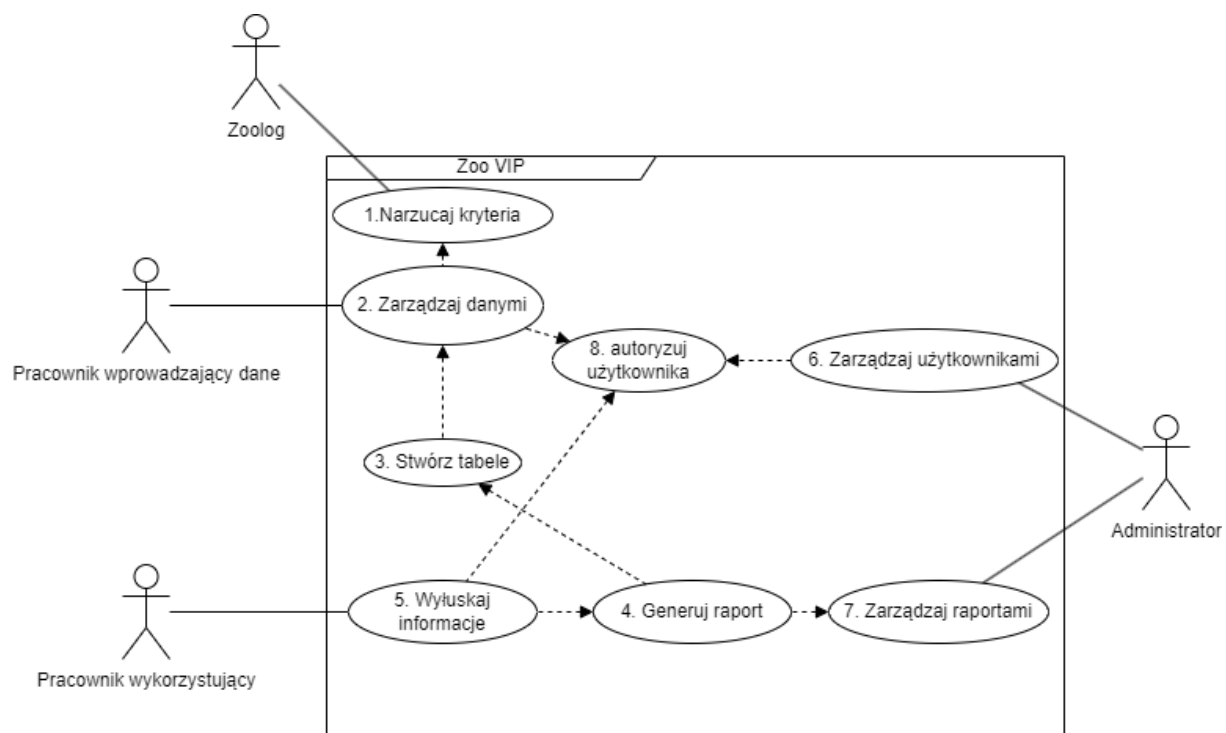 Zoolog
Zoo VIP
1.Narzucaj kryteria
2. Zarządzaj danymi
Pracownik wprowadzający dane
8. autoryzuj
użytkownika
6. Zarządzaj użytkownikami
3. Stwórz tabele
Administrator
5. Wyłuskaj
informacje
4. Generuj raport
7. Zarządzaj raportami
Pracownik wykorzystujący